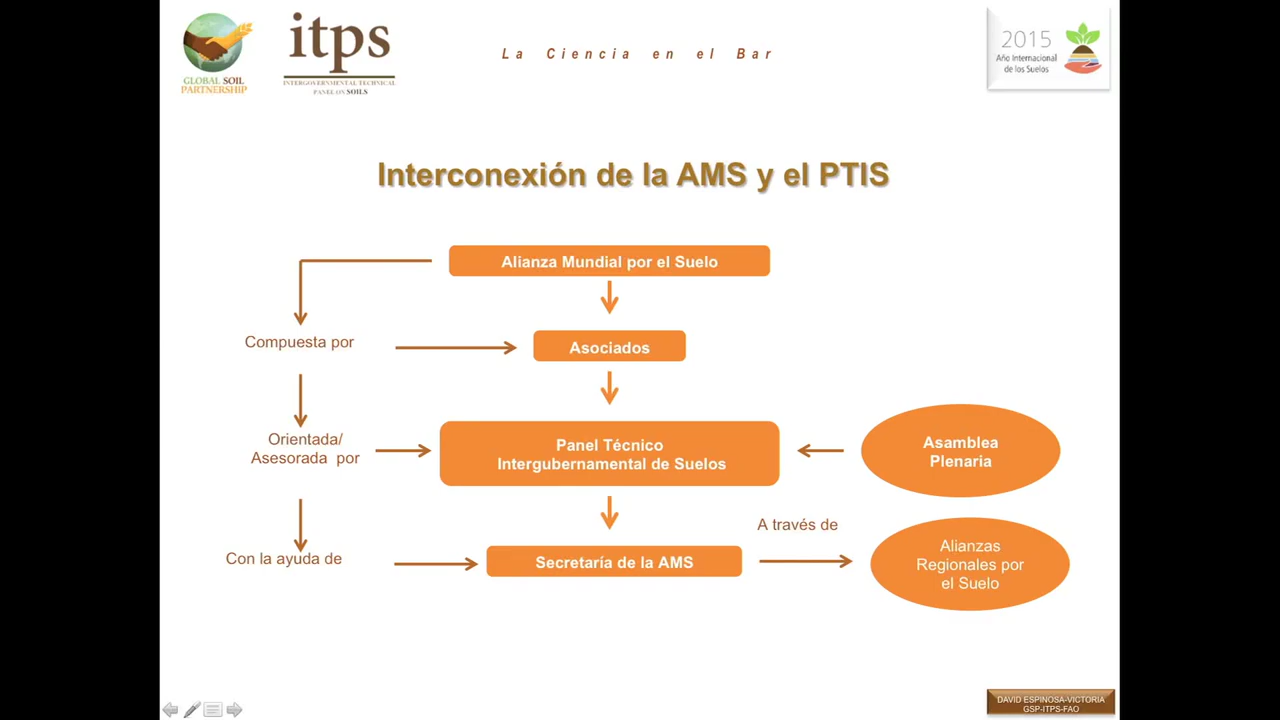 itps
GLOBAL SOIL
PARTNERSHIP
INTERGOVERNMENTAL TECHNICAL
PANEL ON SOILS
La Ciencia en el Bar
2015
Año Internacional
de los Suelos
Interconexión de la AMS y el PTIS
Alianza Mundial por el Suelo
Compuesta por
Asociados
Orientada/
Asesorada por
Panel Técnico
Intergubernamental de Suelos
Asamblea
Plenaria
A través de
Con la ayuda de
Secretaría de la AMS
Alianzas
Regionales por
el Suelo
DAVID ESPINOSA-VICTORIA
GSP-ITPS-FAO